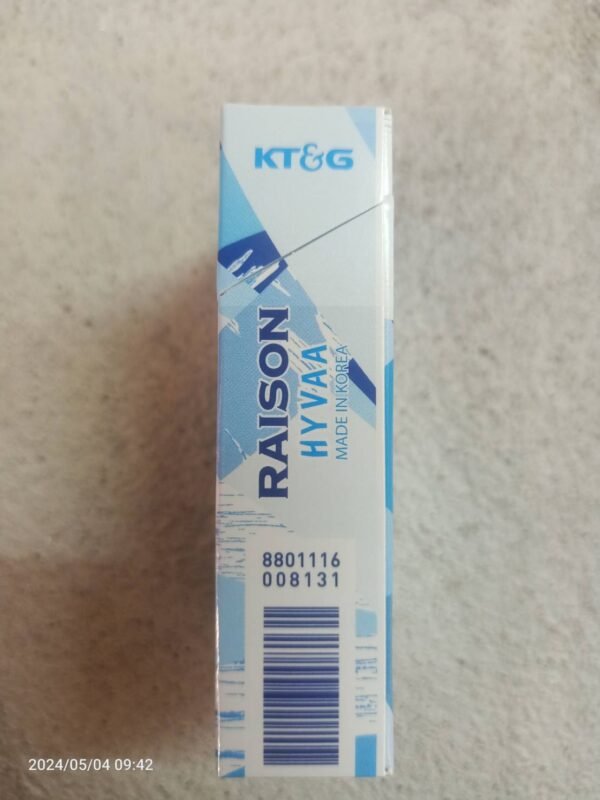 KT&G
RAISON
HYVAA
MADE IN KOREA
8801116
008131
2024/05/04 09:42